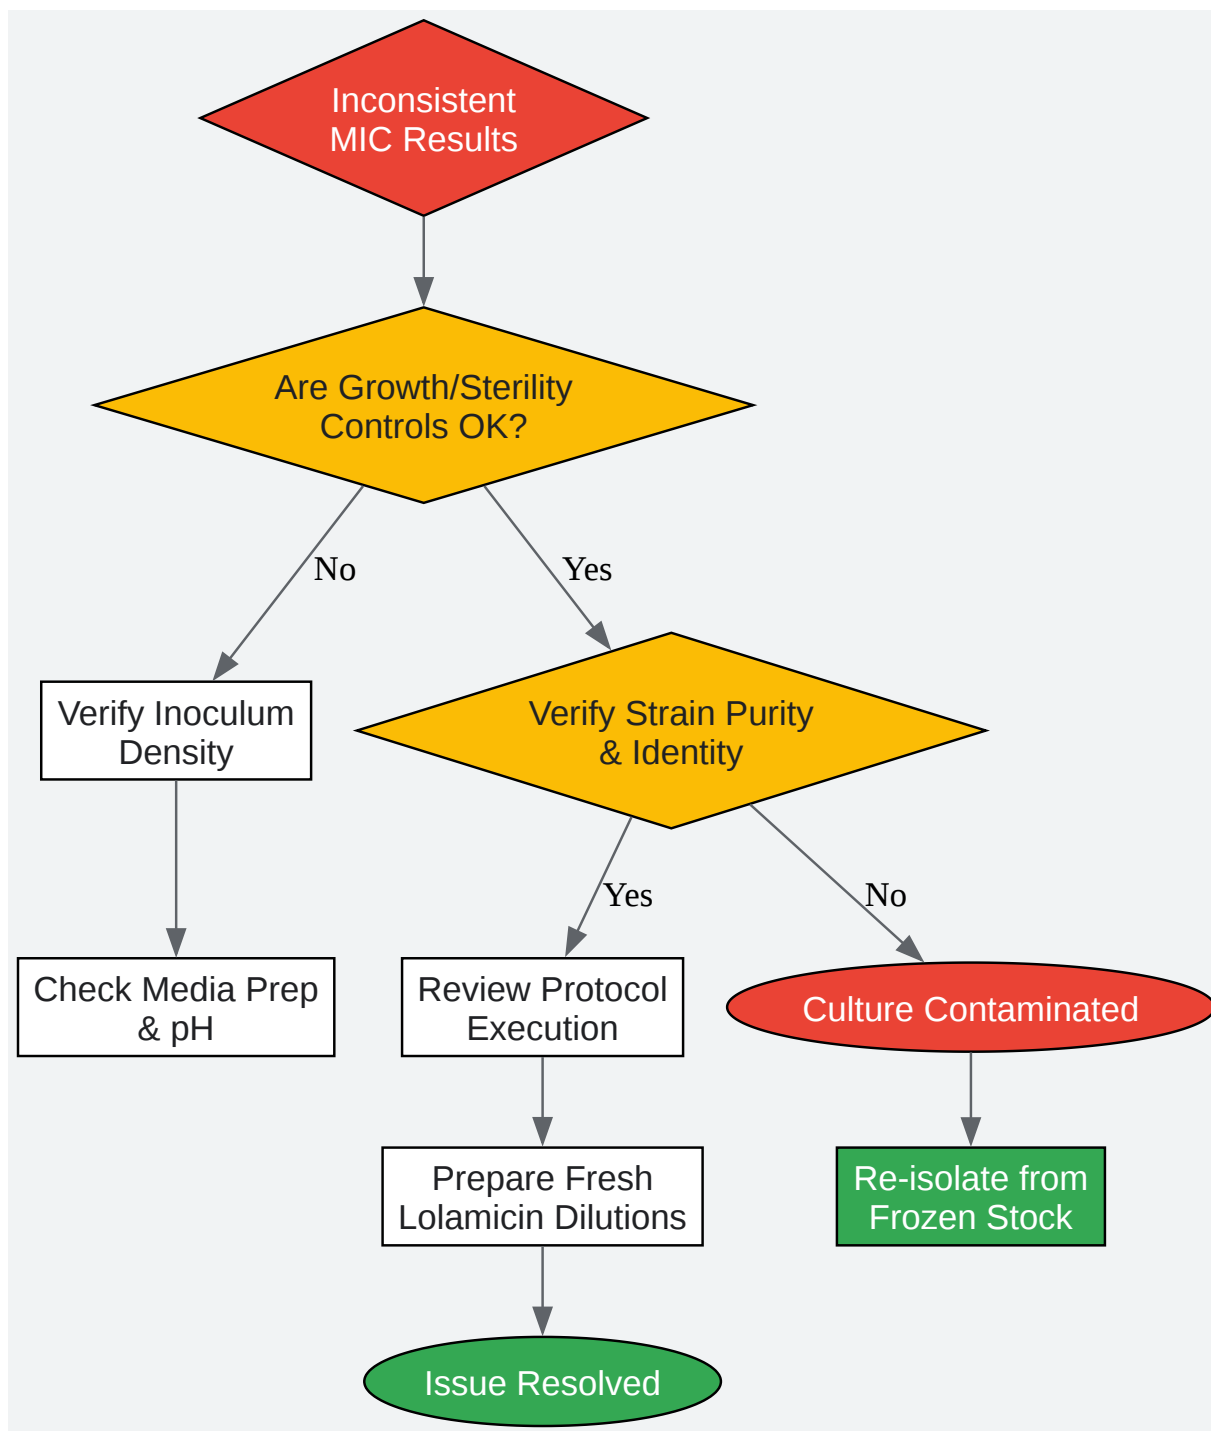 Inconsistent
MIC Results
Are Growth/Sterility
Controls OK?
No
Yes
Verify Inoculum
Density
Verify Strain Purity
& Identity
Yes
No
Check Media Prep
& pH
Review Protocol
Execution
Culture Contaminated
Prepare Fresh
Lolamicin Dilutions
Re-isolate from
Frozen Stock
Issue Resolved